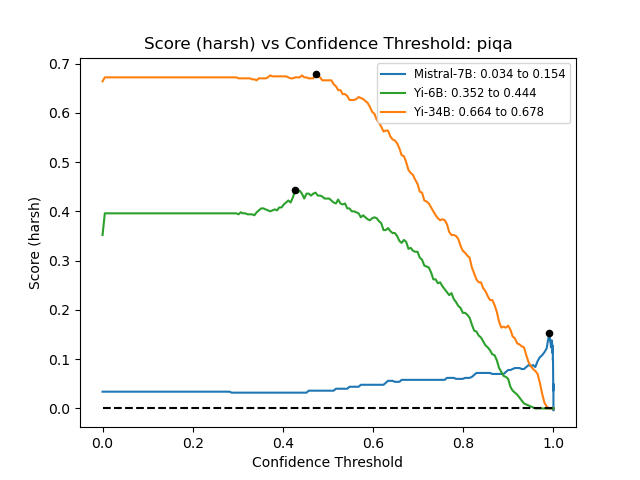 Score (harsh) vs Confidence Threshold: piqa
Mistral-7B: 0.034 to 0.154
Yi-6B: 0.352 to 0.444
Yi-34B: 0.664 to 0.678
Score (harsh)
0.7
0.6
0.5
0.4
0.3
0.2
0.1
0.0
0.0 0.2 0.4 0.6 0.8 1.0
Confidence Threshold